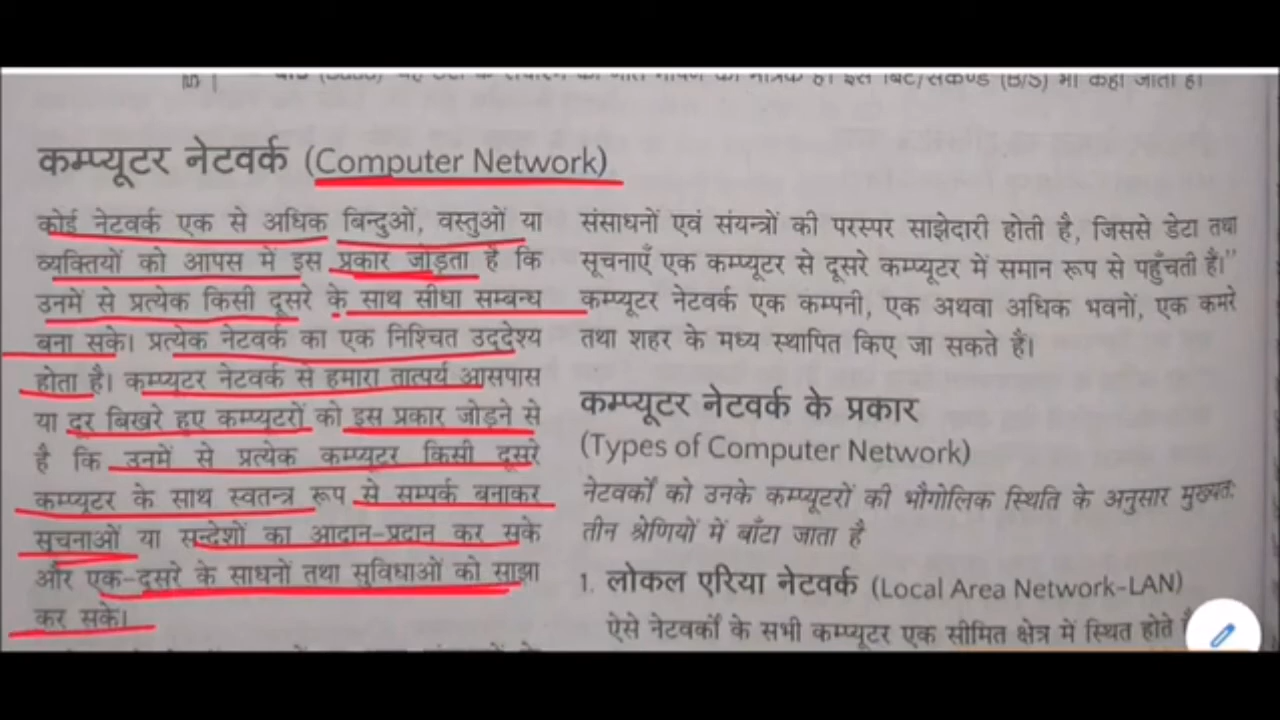 कम्प्यूटर नेटवर्क (Computer Network)
कोई नेटवर्क एक से अधिक बिन्दुओं, वस्तुओं या
व्यक्तियों को आपस में इस प्रकार जोड़ता है कि
उनमें से प्रत्येक किसी दूसरे के साथ सीधा सम्बन्ध
बना सके। प्रत्येक नेटवर्क का एक निश्चित उद्देश्य
होता है। कम्प्यूटर नेटवर्क से हमारा तात्पर्य आसपास
या दूर बिखरे हुए कम्प्यूटरों को इस प्रकार जोड़ने से
है कि उनमें से प्रत्येक कम्प्यूटर किसी दूसरे
कम्प्यूटर के साथ स्वतन्त्र रूप से सम्पर्क बनाकर
सूचनाओं या सन्देशों का आदान-प्रदान कर सके
और एक-दूसरे के साधनों तथा सुविधाओं को साझा
कर सके।
संसाधनों एवं संयन्त्रों की परस्पर साझेदारी होती है, जिससे डेटा तथा
सूचनाएँ एक कम्प्यूटर से दूसरे कम्प्यूटर में समान रूप से पहुँचती हैं।”
कम्प्यूटर नेटवर्क एक कम्पनी, एक अथवा अधिक भवनों, एक कमरे
तथा शहर के मध्य स्थापित किए जा सकते हैं।
कम्प्यूटर नेटवर्क के प्रकार
(Types of Computer Network)
नेटवर्कों को उनके कम्प्यूटरों की भौगोलिक स्थिति के अनुसार मुख्यतः
तीन श्रेणियों में बाँटा जाता है
1. लोकल एरिया नेटवर्क (Local Area Network-LAN)
ऐसे नेटवर्कों के सभी कम्प्यूटर एक सीमित क्षेत्र में स्थित होते